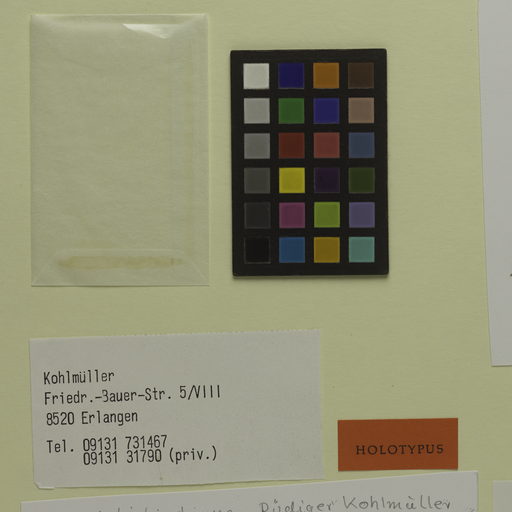 Kohlmüller
Friedr.-Bauer-Str. 5/VIII
8520 Erlangen
Tel. 09131 731467
09131 31790 (priv.)
HOLOTYPUS
Rüdiger Kohlmüller